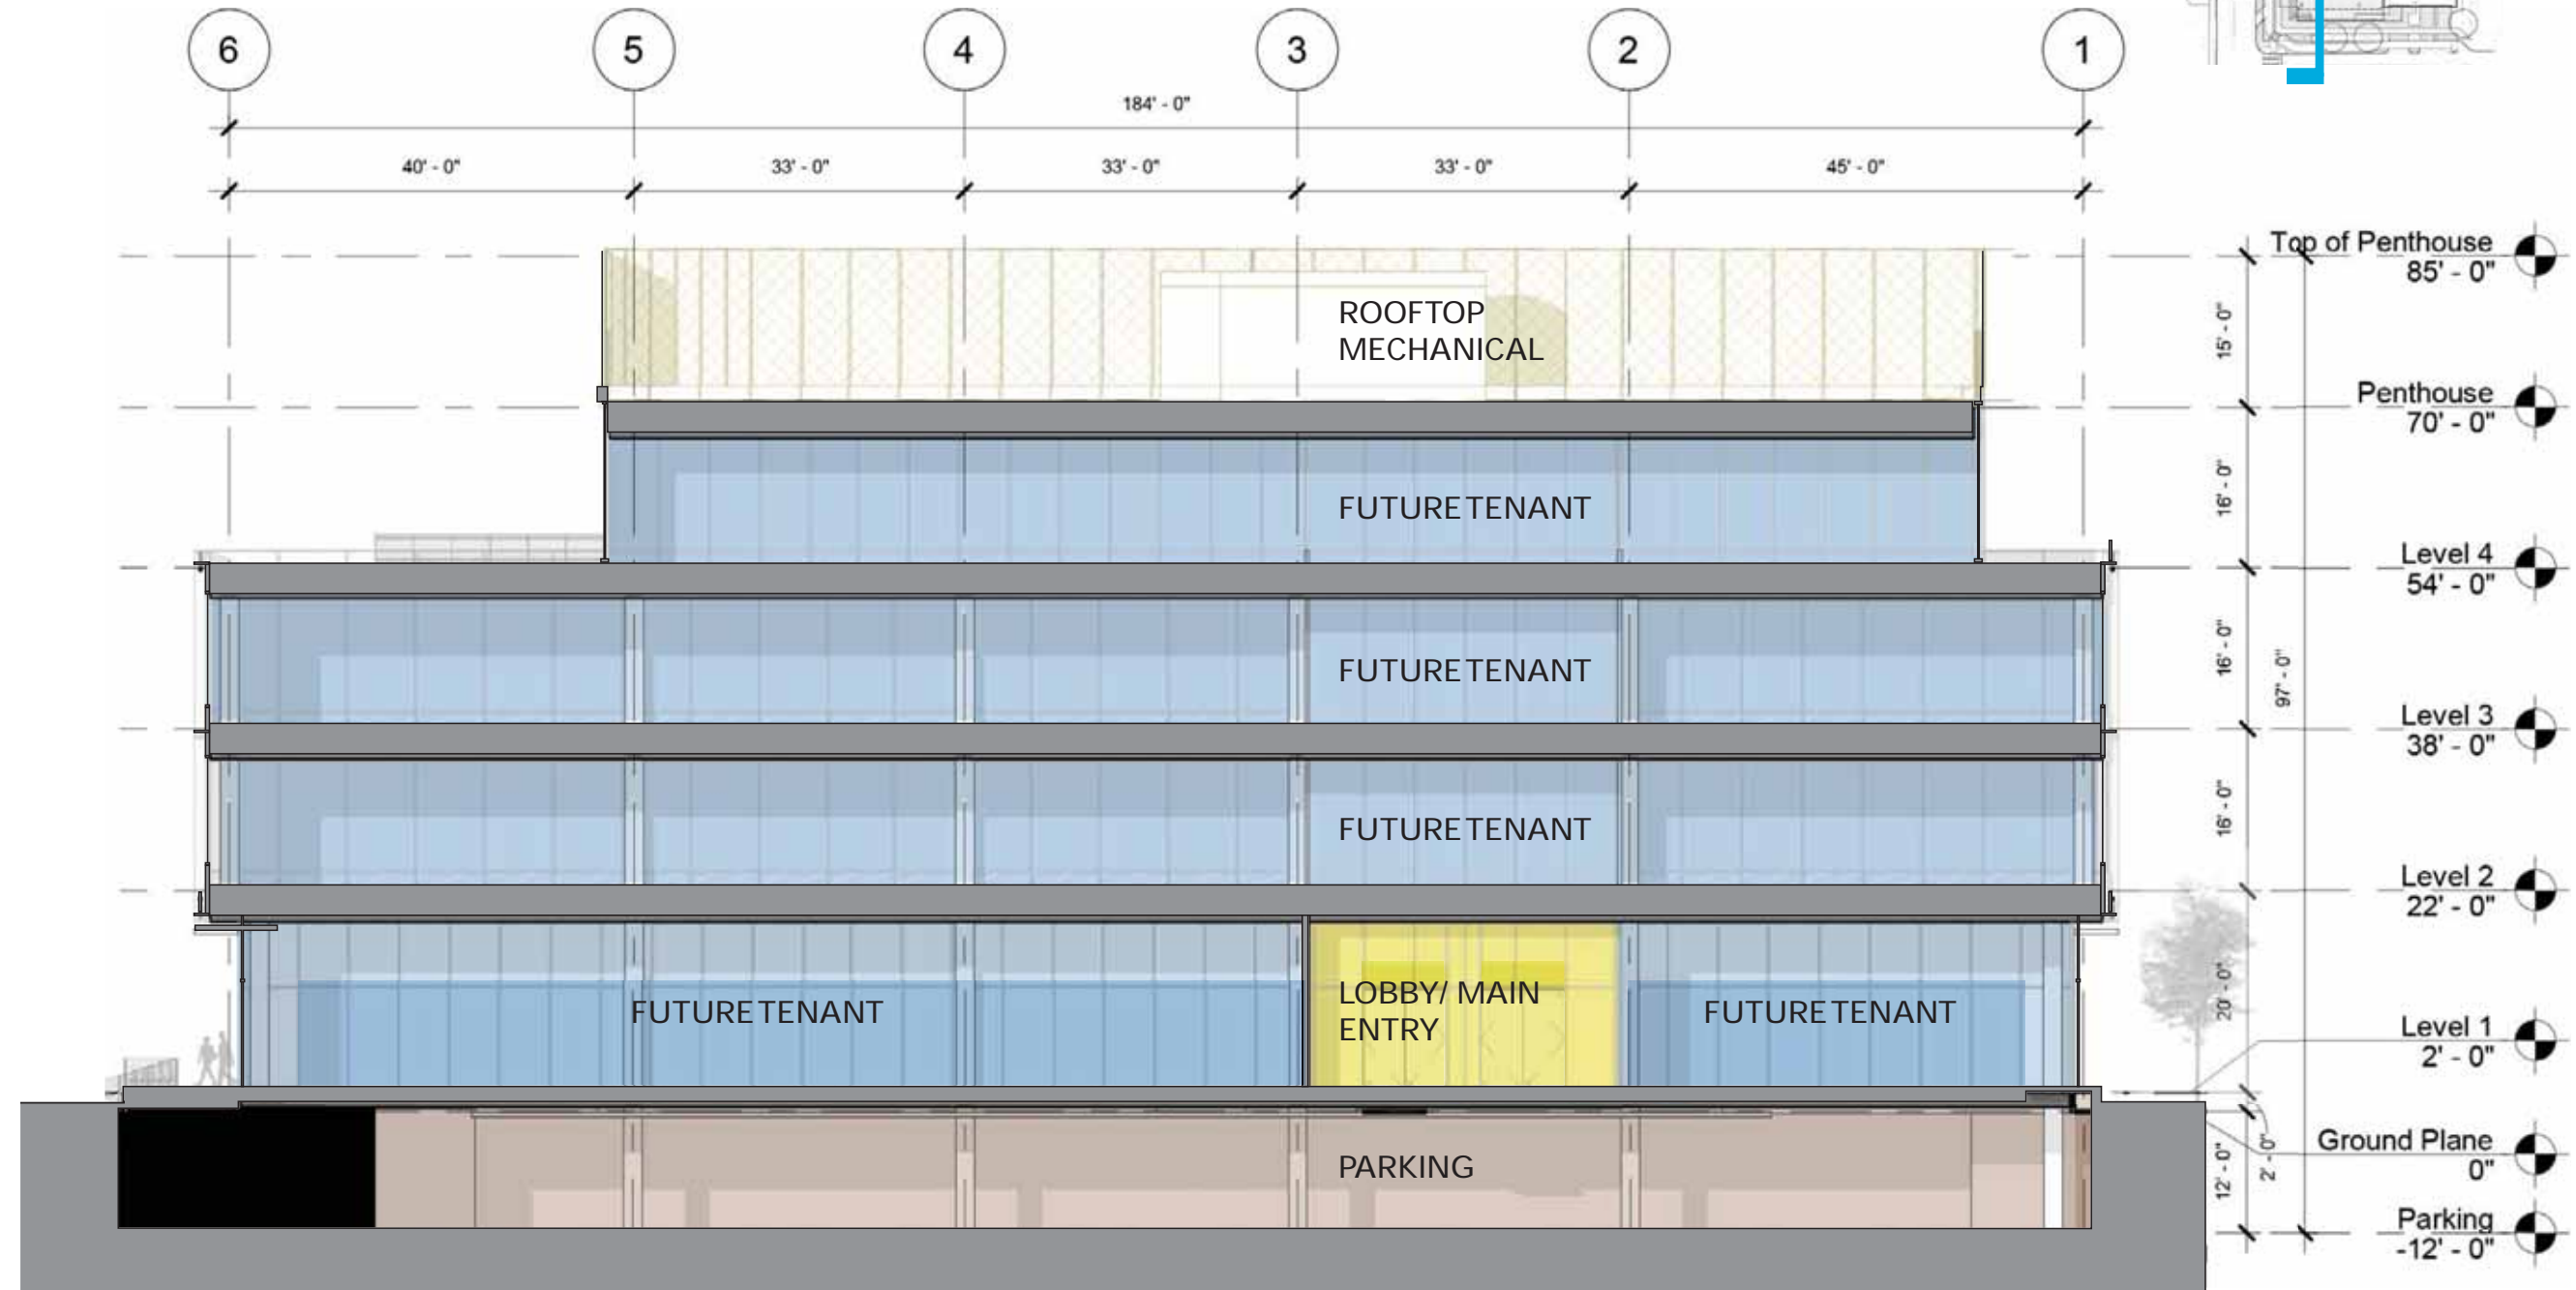 6 5 4 3 2 1
184' - 0"
40' - 0" 33' - 0" 33' - 0" 33' - 0" 45' - 0"
Top of Penthouse
85' - 0"
15' - 0"
ROOFTOP
MECHANICAL
Penthouse
70' - 0"
16' - 0"
FUTURE TENANT
Level 4
54' - 0"
16' - 0"
FUTURE TENANT
97' - 0"
Level 3
38' - 0"
16' - 0"
FUTURE TENANT
Level 2
22' - 0"
20' - 0"
FUTURE TENANT
LOBBY/ MAIN
ENTRY
FUTURE TENANT
Level 1
2' - 0"
Ground Plane
0"
2' - 0"
12' - 0"
PARKING
Parking
-12' - 0"